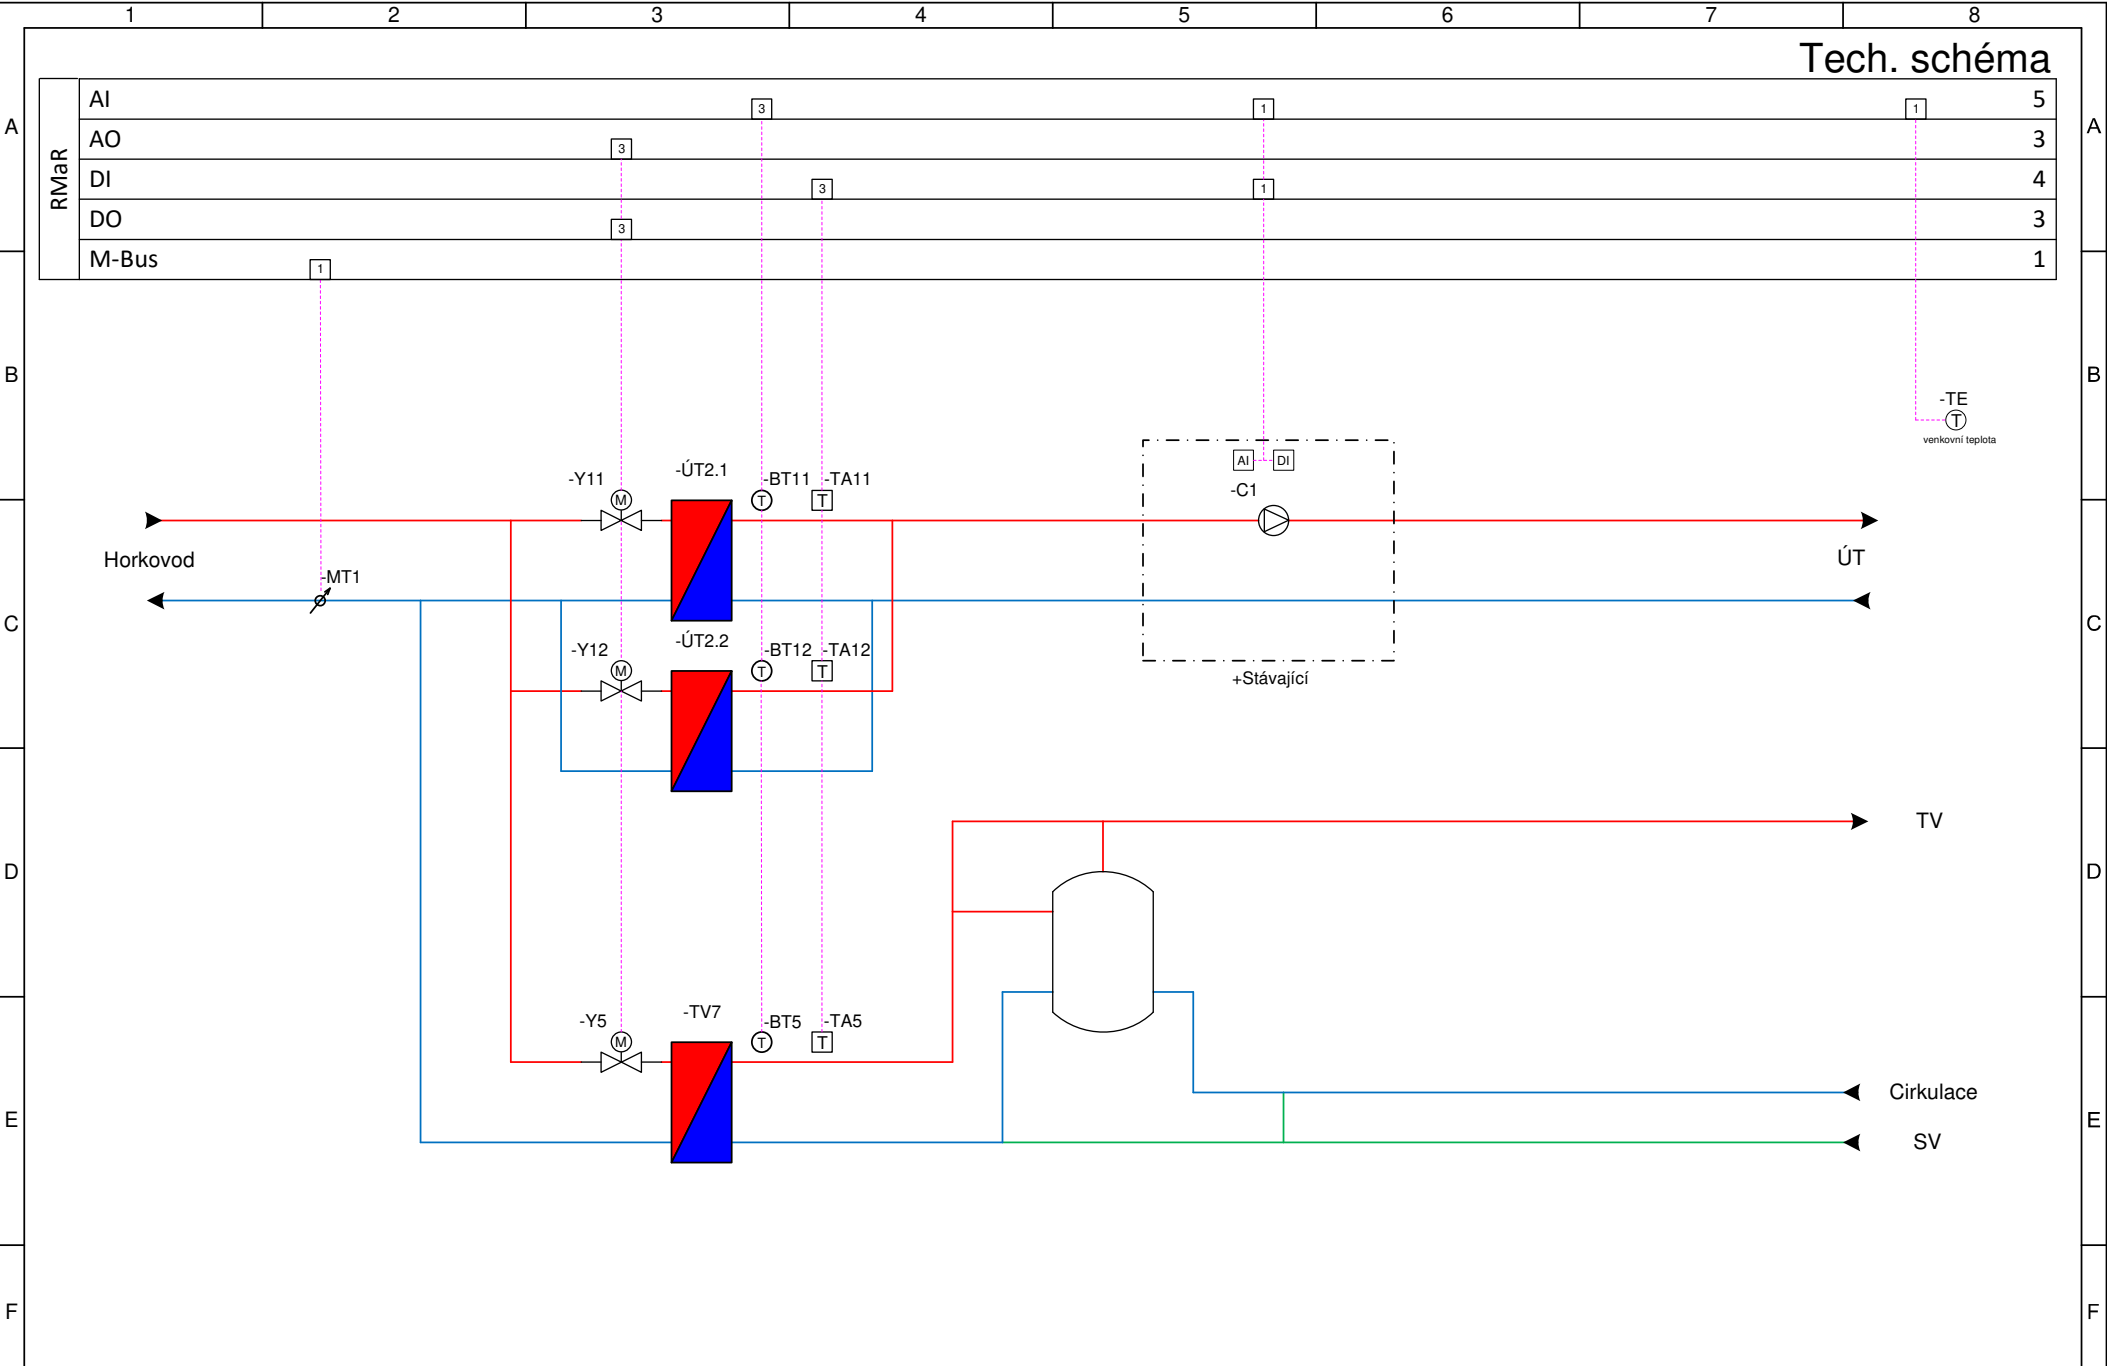 1 2 3 4 5 6 7 8
Tech. schéma
A A
RMaR
AI 3 1 1 5
AO 3 3
DI 3 1 4
DO 3 3
M-Bus 1 1
B B
-TE
T
venkovní teplota
AI DI
-C1
-Y11 -ÚT2.1 -BT11 -TA11
M T T
Horkovod ÚT
-MT1
C C
-Y12 -ÚT2.2 -BT12 -TA12
M T T
+Stávající
TV
D D
-Y5 -TV7 -BT5 -TA5
M T T
Cirkulace
E E
SV
F F